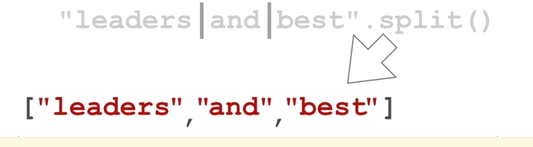 "leaders|and|best".split()
["leaders","and","best"]